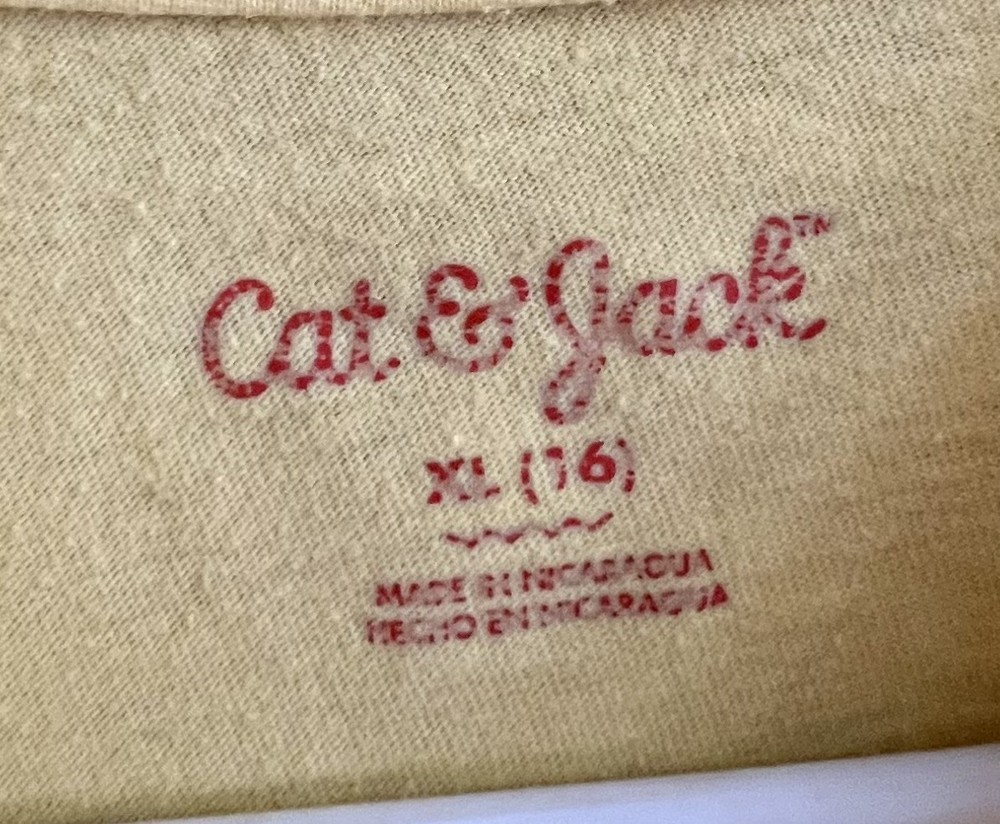 Cat & Jack™
XL (16)
MADE IN NICARAGUA
HECHO EN NICARAGUA